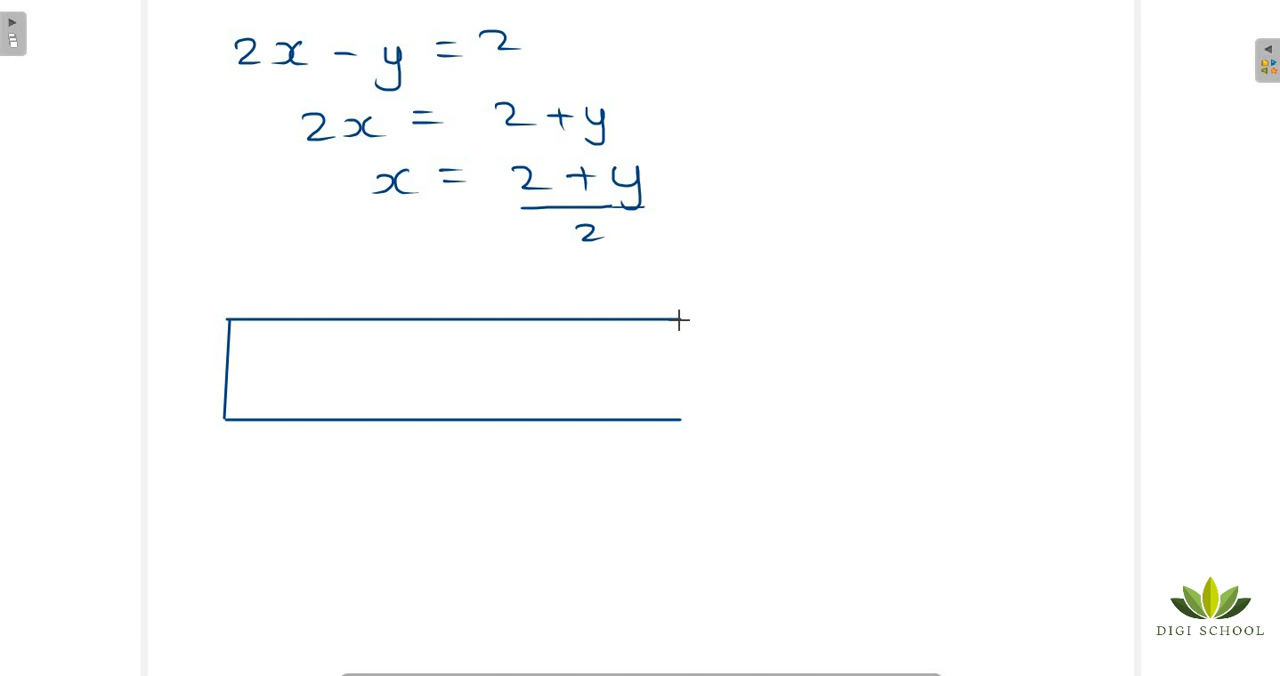 2x - y = 2
2x = 2 + y
x = 2 + y
2
DIGI SCHOOL